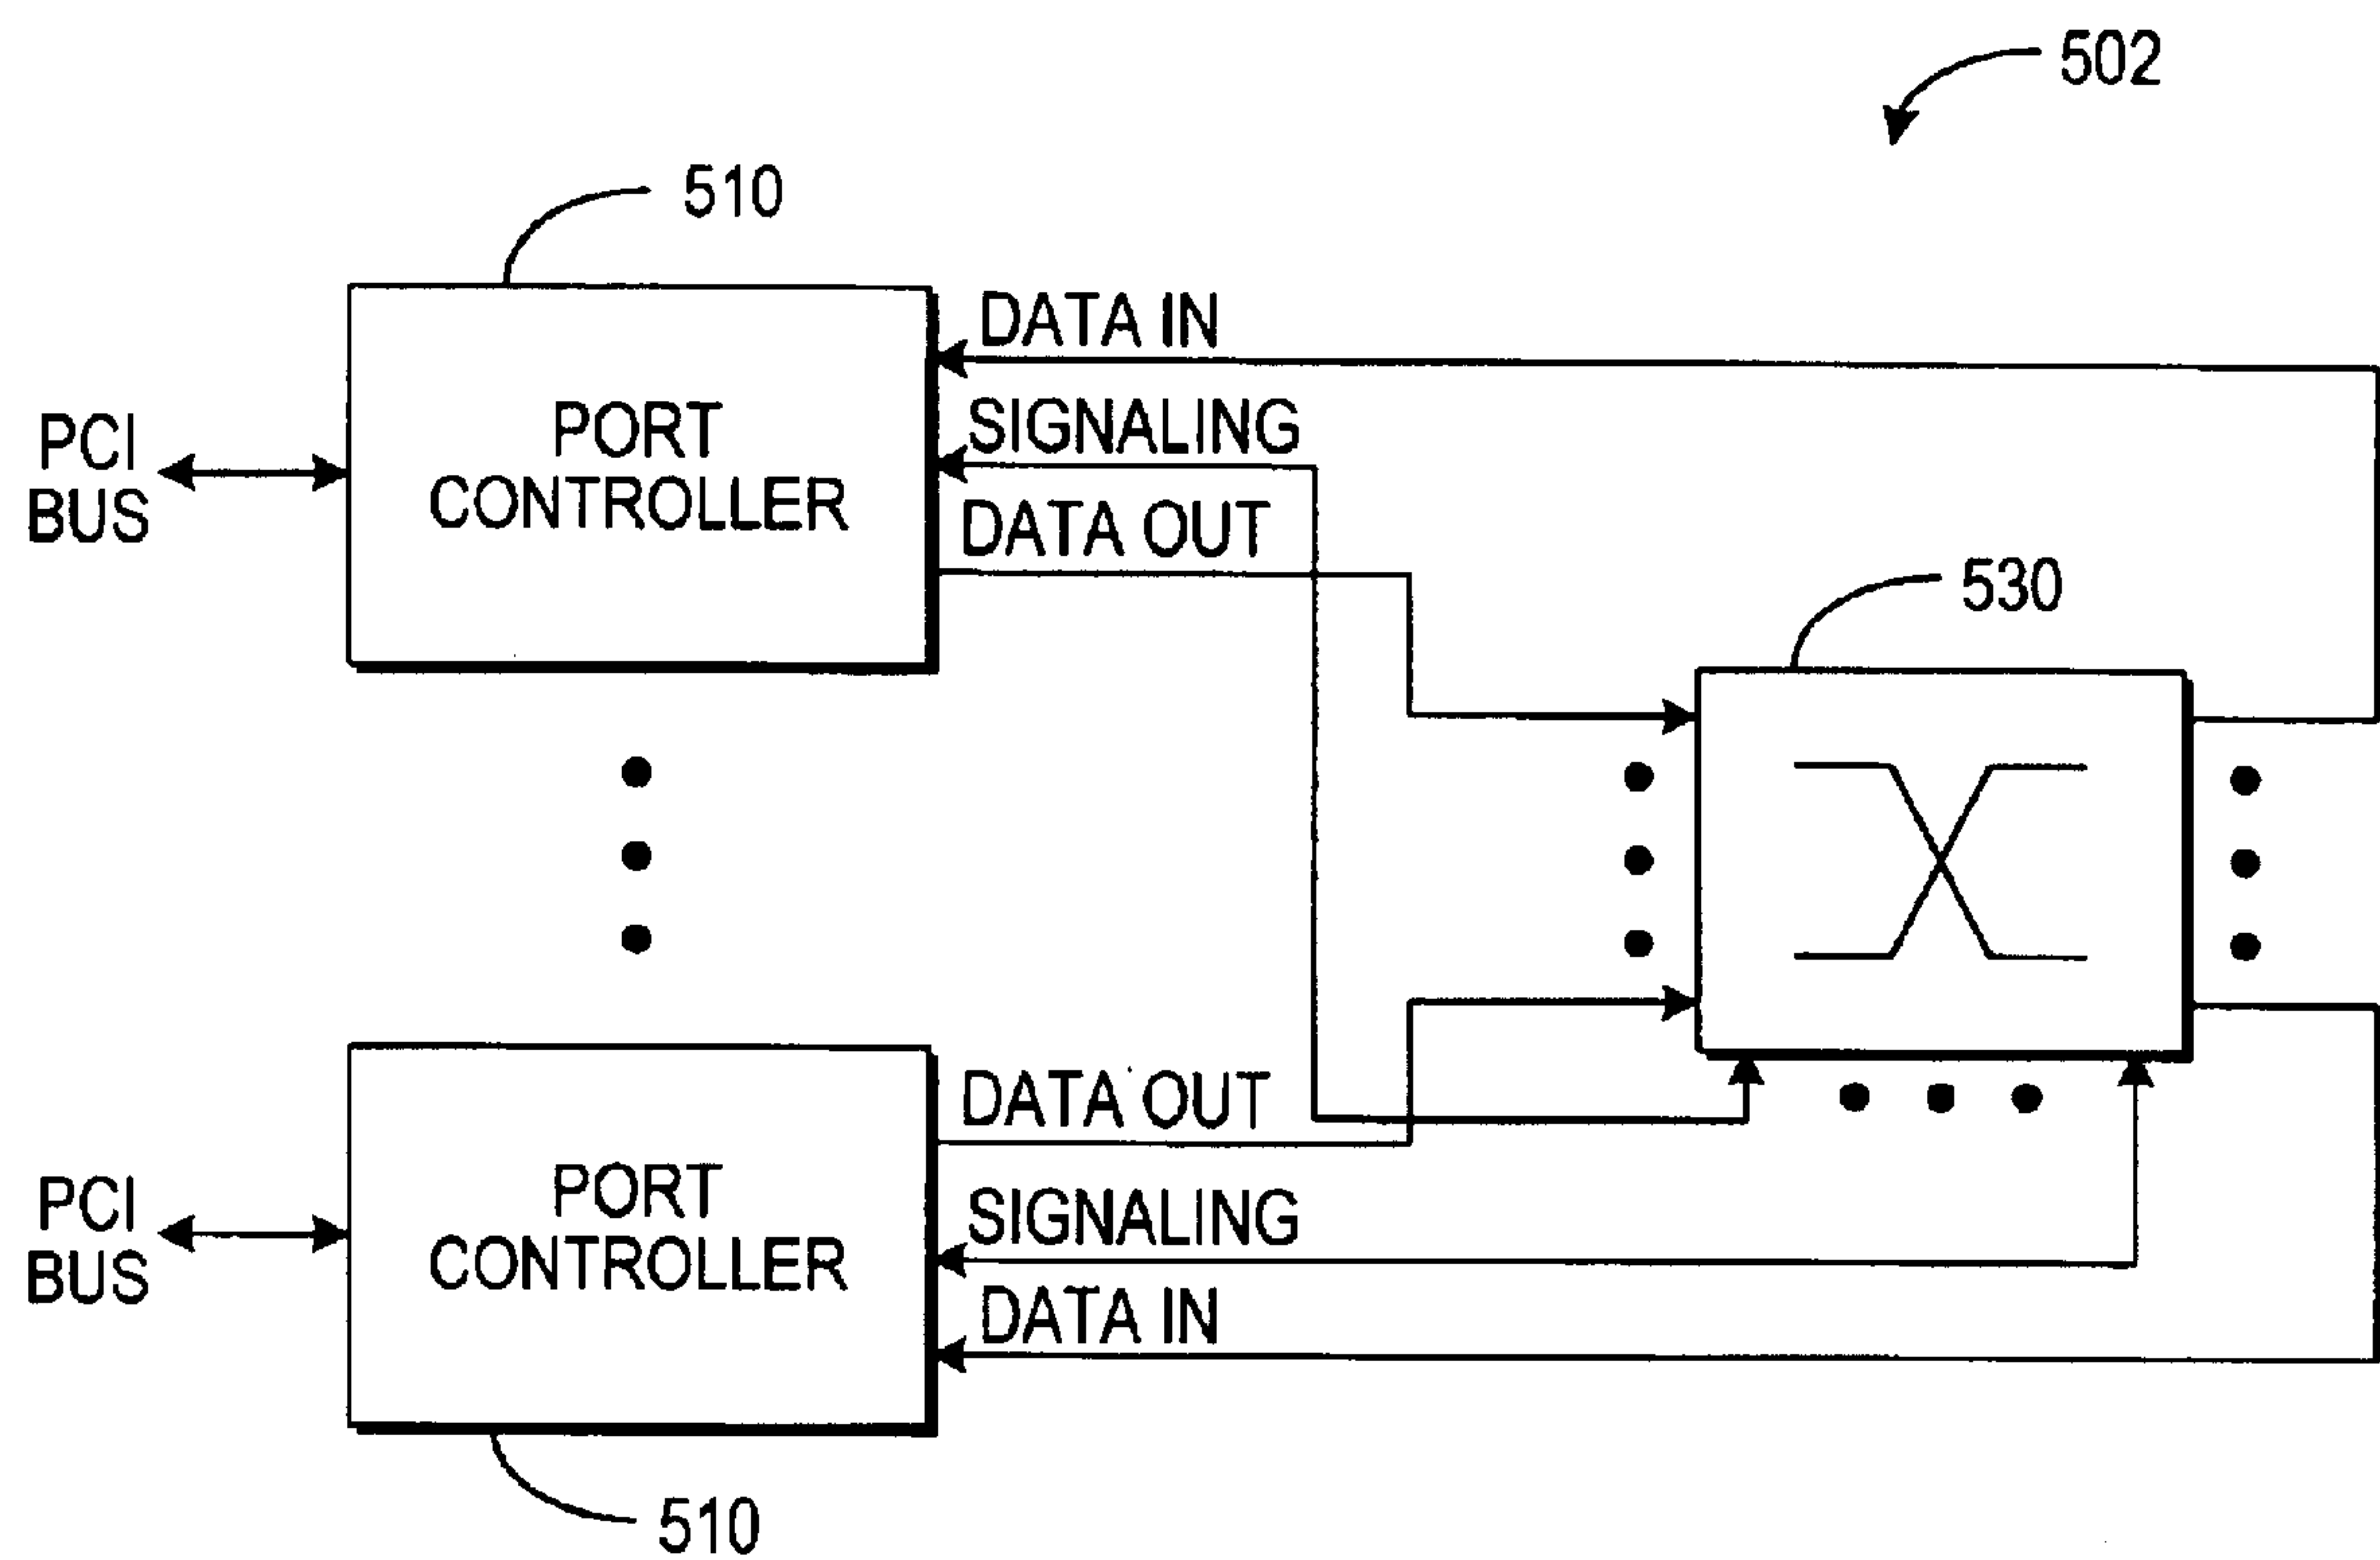 502
510
DATA IN
SIGNALING
DATA OUT
PORT
CONTROLLER
PCI
BUS
530
DATA OUT
SIGNALING
DATA IN
PORT
CONTROLLER
PCI
BUS
510